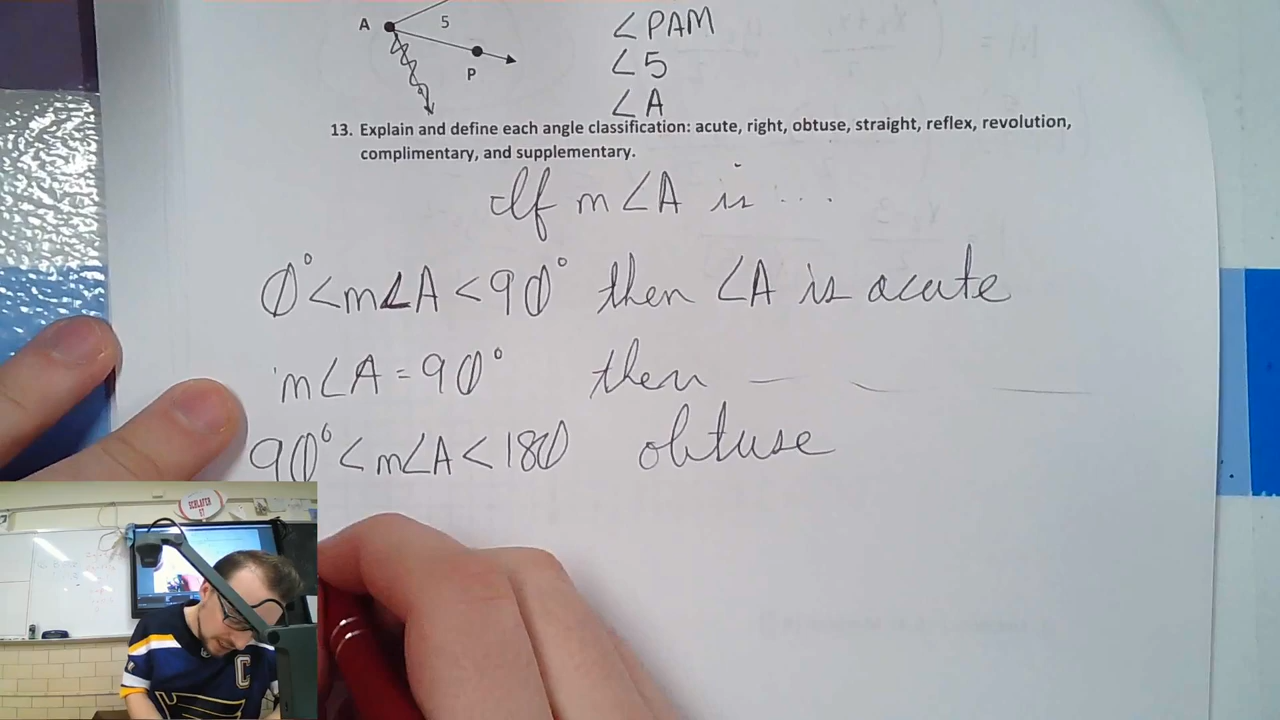 A 5 ∠PAM
P ∠5
∠A
13. Explain and define each angle classification: acute, right, obtuse, straight, reflex, revolution,
complimentary, and supplementary.
If m∠A is ...
0° < m∠A < 90° then ∠A is acute
m∠A = 90° then — — —
90° < m∠A < 180 obtuse
C